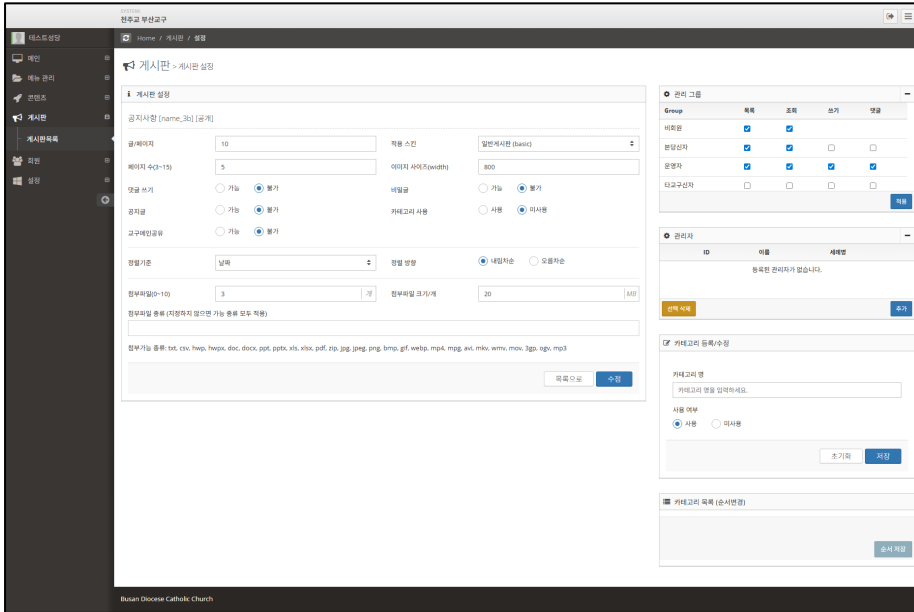 SYSTEM
천주교 부산교구
테스트성당
메인
메뉴 관리
콘텐츠
게시판
게시판목록
회원
설정
Home / 게시판 / 설정
게시판 > 게시판 설정
게시판 설정
공지사항 [name_3b] [공개]
글/페이지 10 적용 스킨 일반게시판 (basic)
페이지 수(3~15) 5 이미지 사이즈(width) 800
댓글 쓰기 가능 불가 비밀글 가능 불가
공지글 가능 불가 카테고리 사용 사용 미사용
교구메인공유 가능 불가
정렬기준 날짜 정렬 방향 내림차순 오름차순
첨부파일(0~10) 3 개 첨부파일 크기/개 20 MB
첨부파일 종류 (지정하지 않으면 가능 종류 모두 적용)
첨부가능 종류: txt, csv, hwp, hwpx, doc, docx, ppt, pptx, xls, xlsx, pdf, zip, jpg, jpeg, png, bmp, gif, webp, mp4, mpg, avi, mkv, wmv, mov, 3gp, ogv, mp3
목록으로 수정
관리 그룹
Group 목록 조회 쓰기 댓글
비회원
본당신자
운영자
타교구신자
적용
관리자
ID 이름 세례명
등록된 관리자가 없습니다.
선택 삭제 추가
카테고리 등록/수정
카테고리 명
카테고리 명을 입력하세요.
사용 여부
사용 미사용
초기화 저장
카테고리 목록 (순서변경)
순서 저장
Busan Diocese Catholic Church